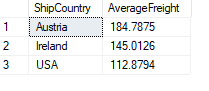 ShipCountry AverageFreight
1 Austria 184.7875
2 Ireland 145.0126
3 USA 112.8794